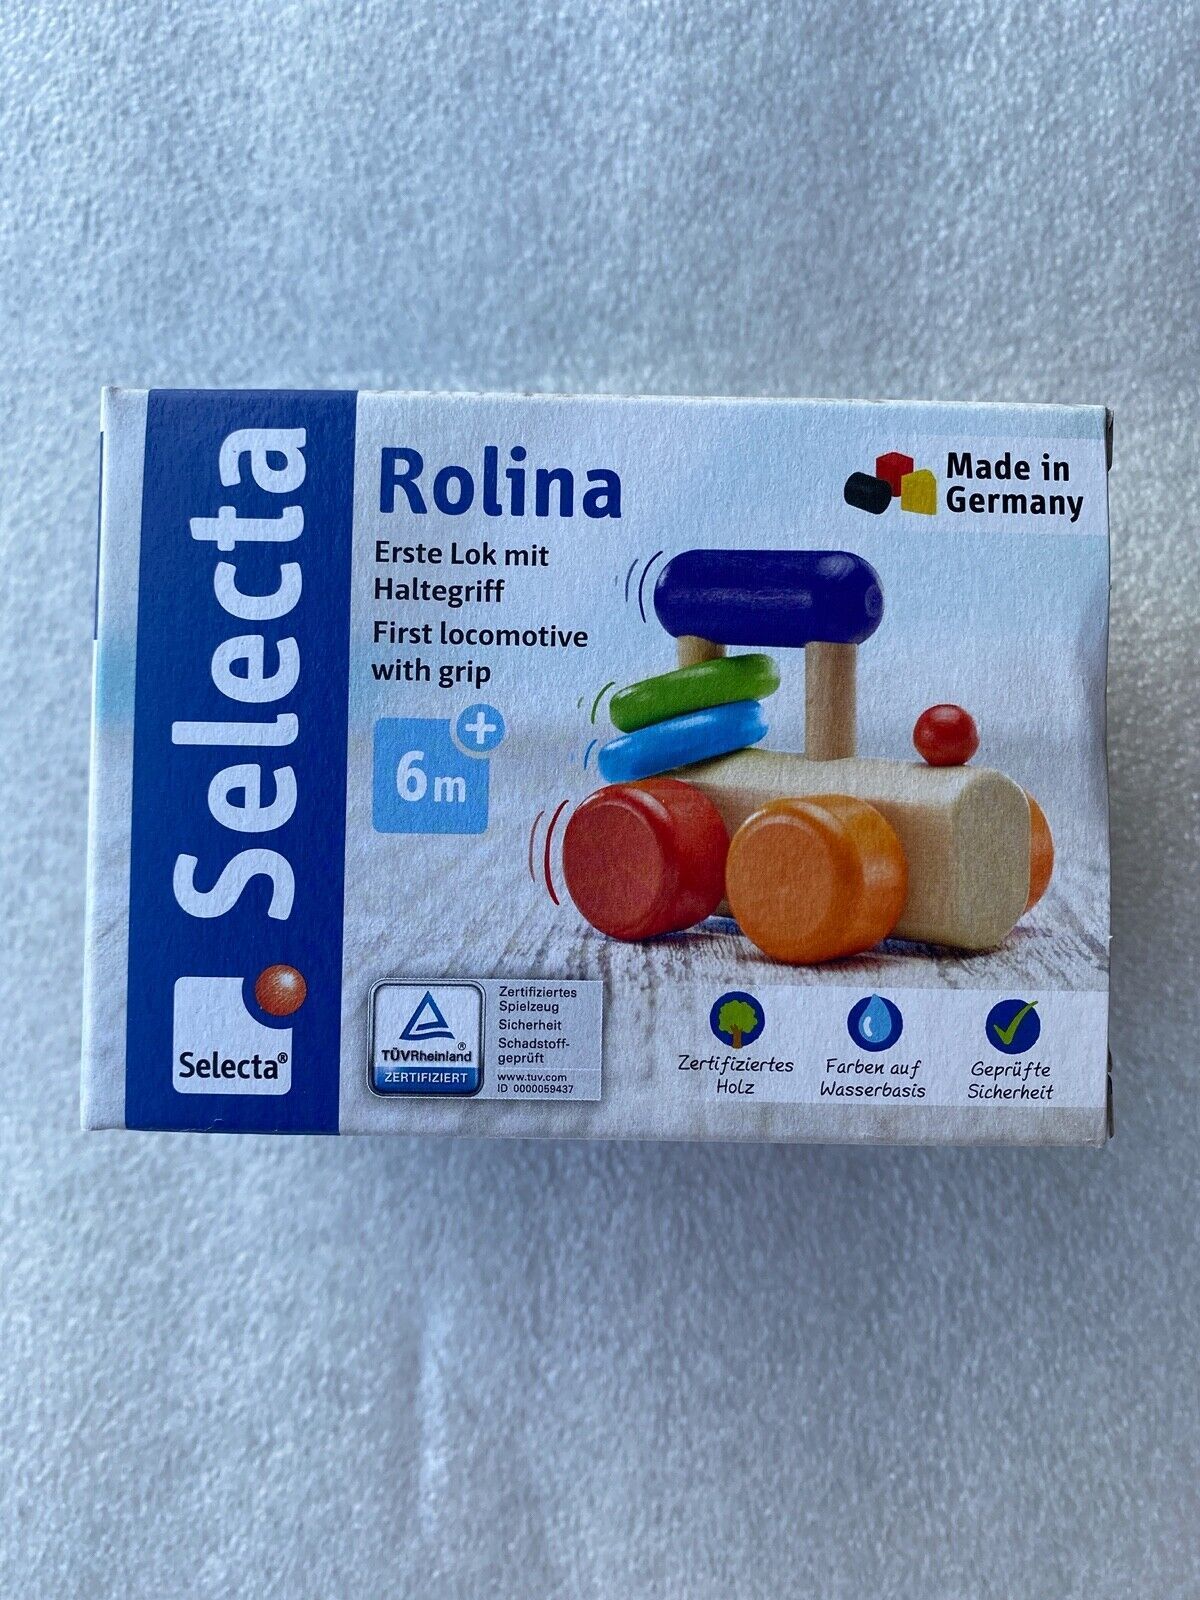 Selecta
Selecta®
Rolina
Erste Lok mit
Haltegriff
First locomotive
with grip
6m+
Made in
Germany
TÜVRheinland®
ZERTIFIZIERT
Zertifiziertes
Spielzeug
Sicherheit
Schadstoff-
geprüft
www.tuv.com
ID 0000059437
Zertifiziertes
Holz
Farben auf
Wasserbasis
Geprüfte
Sicherheit